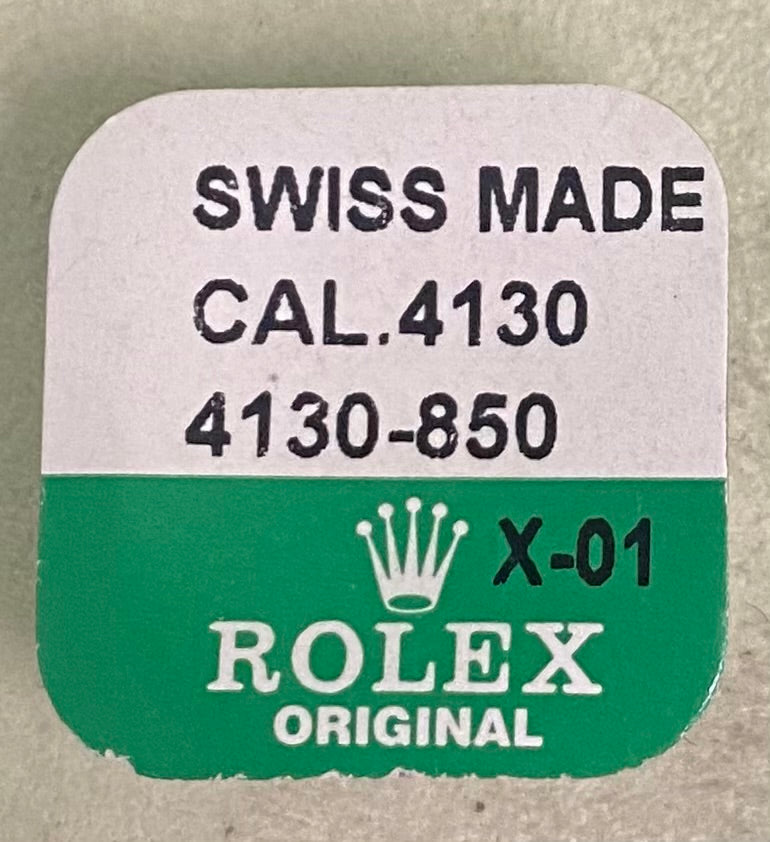 SWISS MADE
CAL.4130
4130-850
X-01
ROLEX
ORIGINAL